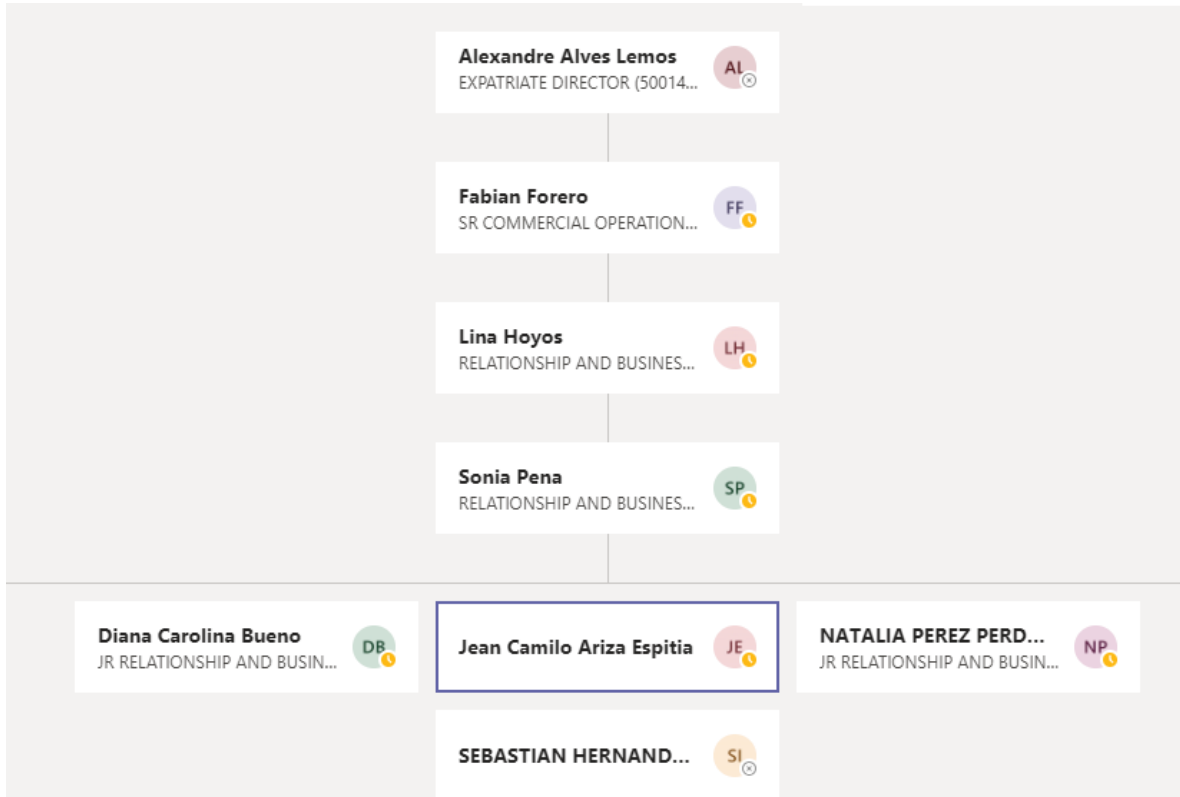 Alexandre Alves Lemos
EXPATRIATE DIRECTOR (50014...
AL
Fabian Forero
SR COMMERCIAL OPERATION...
FF
Lina Hoyos
RELATIONSHIP AND BUSINES...
LH
Sonia Pena
RELATIONSHIP AND BUSINES...
SP
Diana Carolina Bueno
JR RELATIONSHIP AND BUSIN...
DB
Jean Camilo Ariza Espitia
JE
NATALIA PEREZ PERD...
JR RELATIONSHIP AND BUSIN...
NP
SEBASTIAN HERNAND...
SI